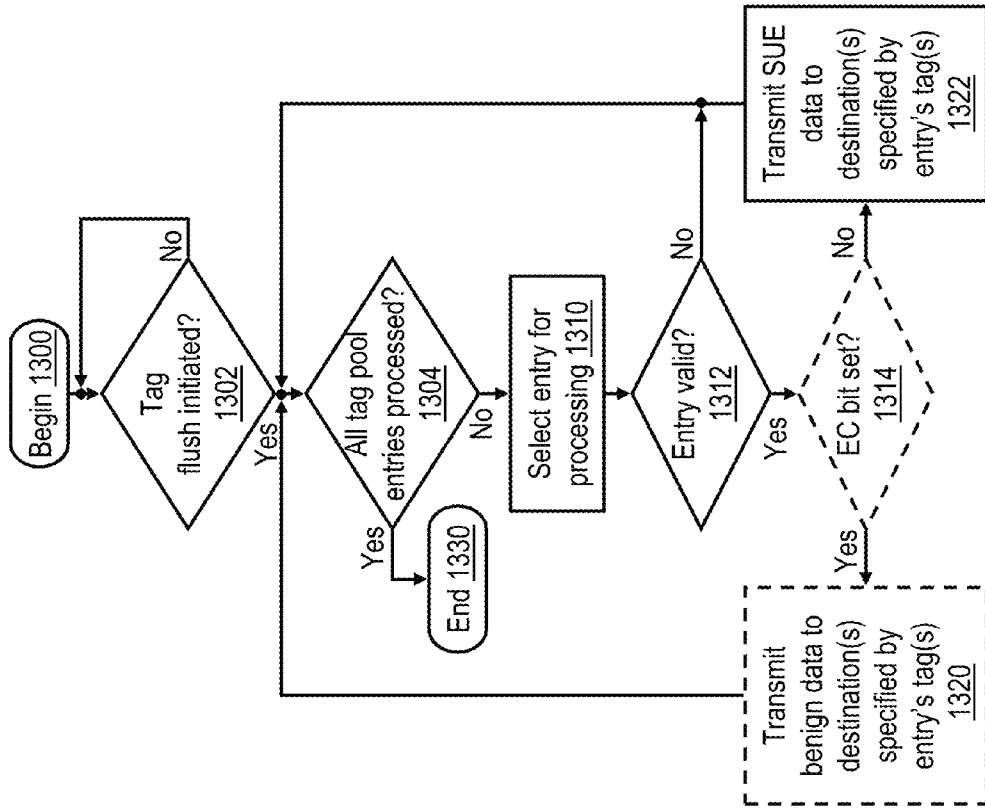 Begin 1300
Tag
flush initiated?
1302
No
Yes
All tag pool
entries processed?
1304
Yes
End 1330
No
Select entry for
processing 1310
Entry valid?
1312
No
Yes
EC bit set?
1314
Yes
No
Transmit
benign data to
destination(s)
specified by
entry's tag(s)
1320
Transmit SUE
data to
destination(s)
specified by
entry's tag(s)
1322